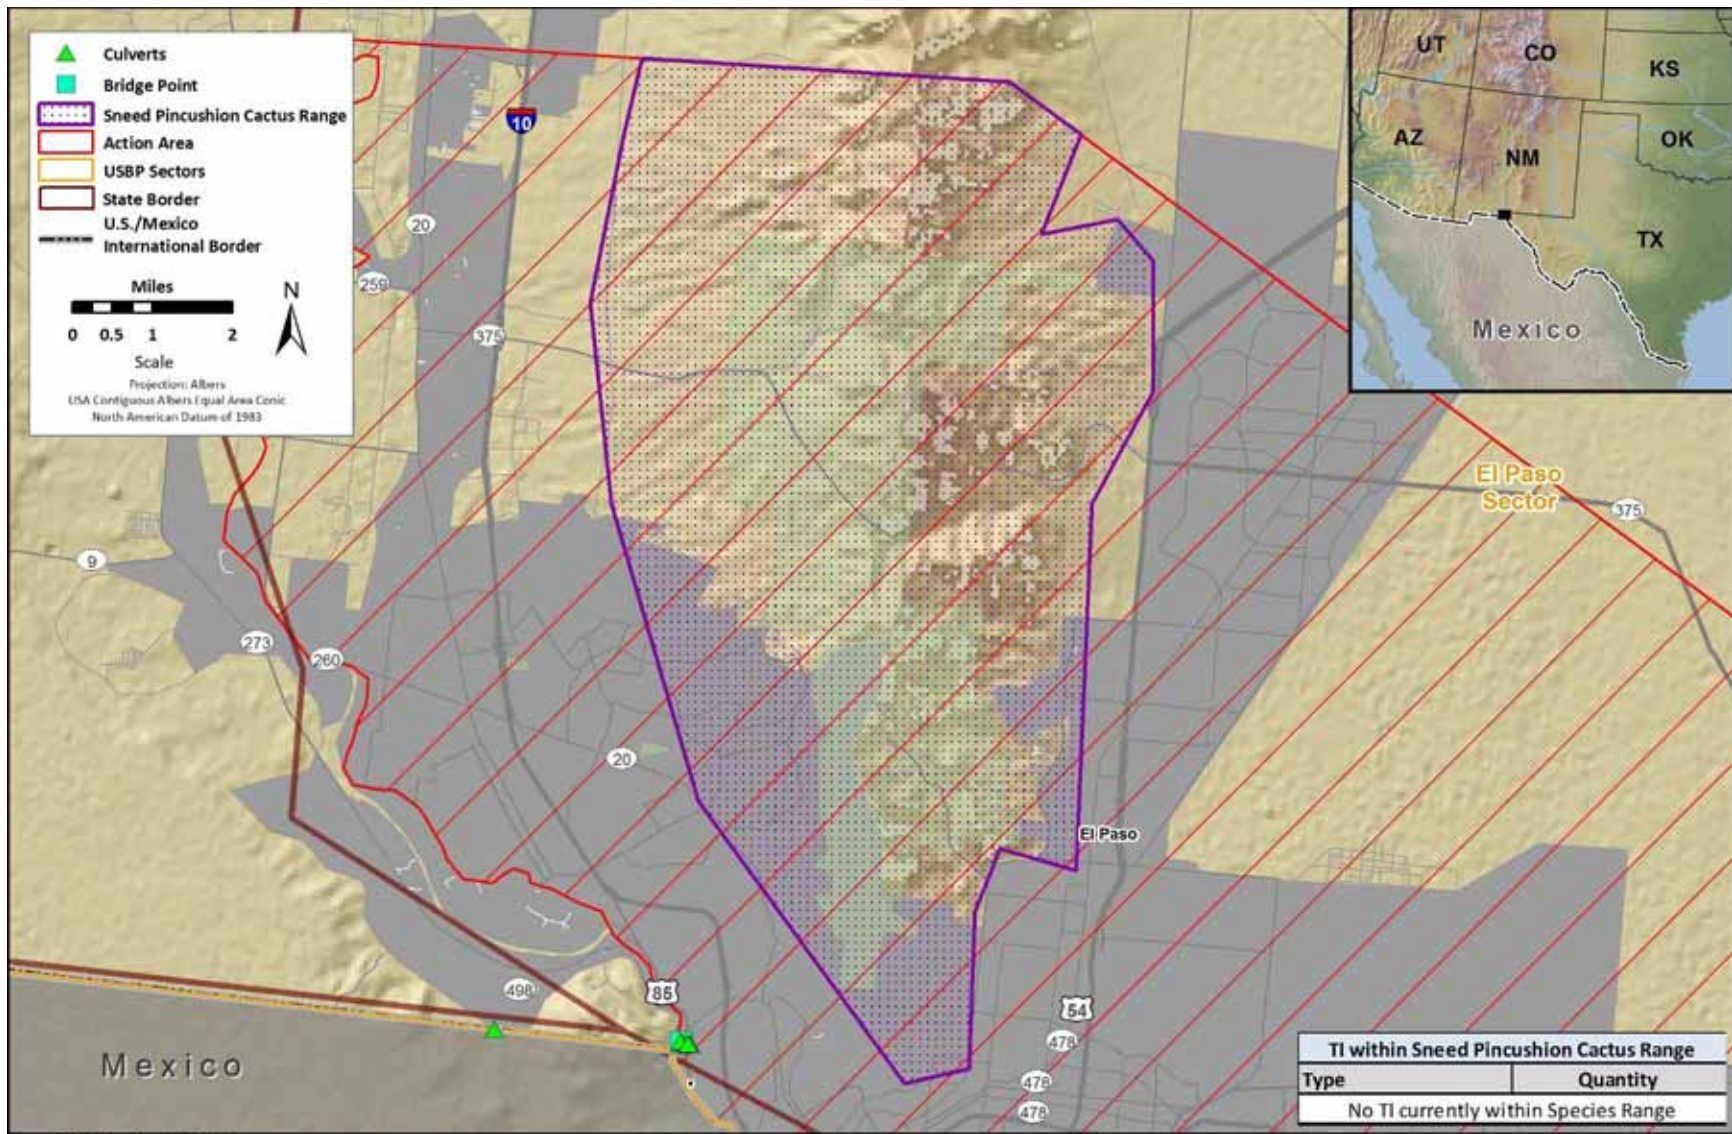 Culverts
Bridge Point
Sneed Pincushion Cactus Range
Action Area
USBP Sectors
State Border
U.S./Mexico
International Border
Miles
N
0 0.5 1 2
Scale
Projection: Albers
USA Contiguous Albers Equal Area Conic
North American Datum of 1983
10
20
259
375
UT
CO
KS
AZ
NM
OK
TX
Mexico
El Paso
Sector
375
9
273
260
20
El Paso
498
85
54
478
478
478
Mexico
TI within Sneed Pincushion Cactus Range
Type Quantity
No TI currently within Species Range